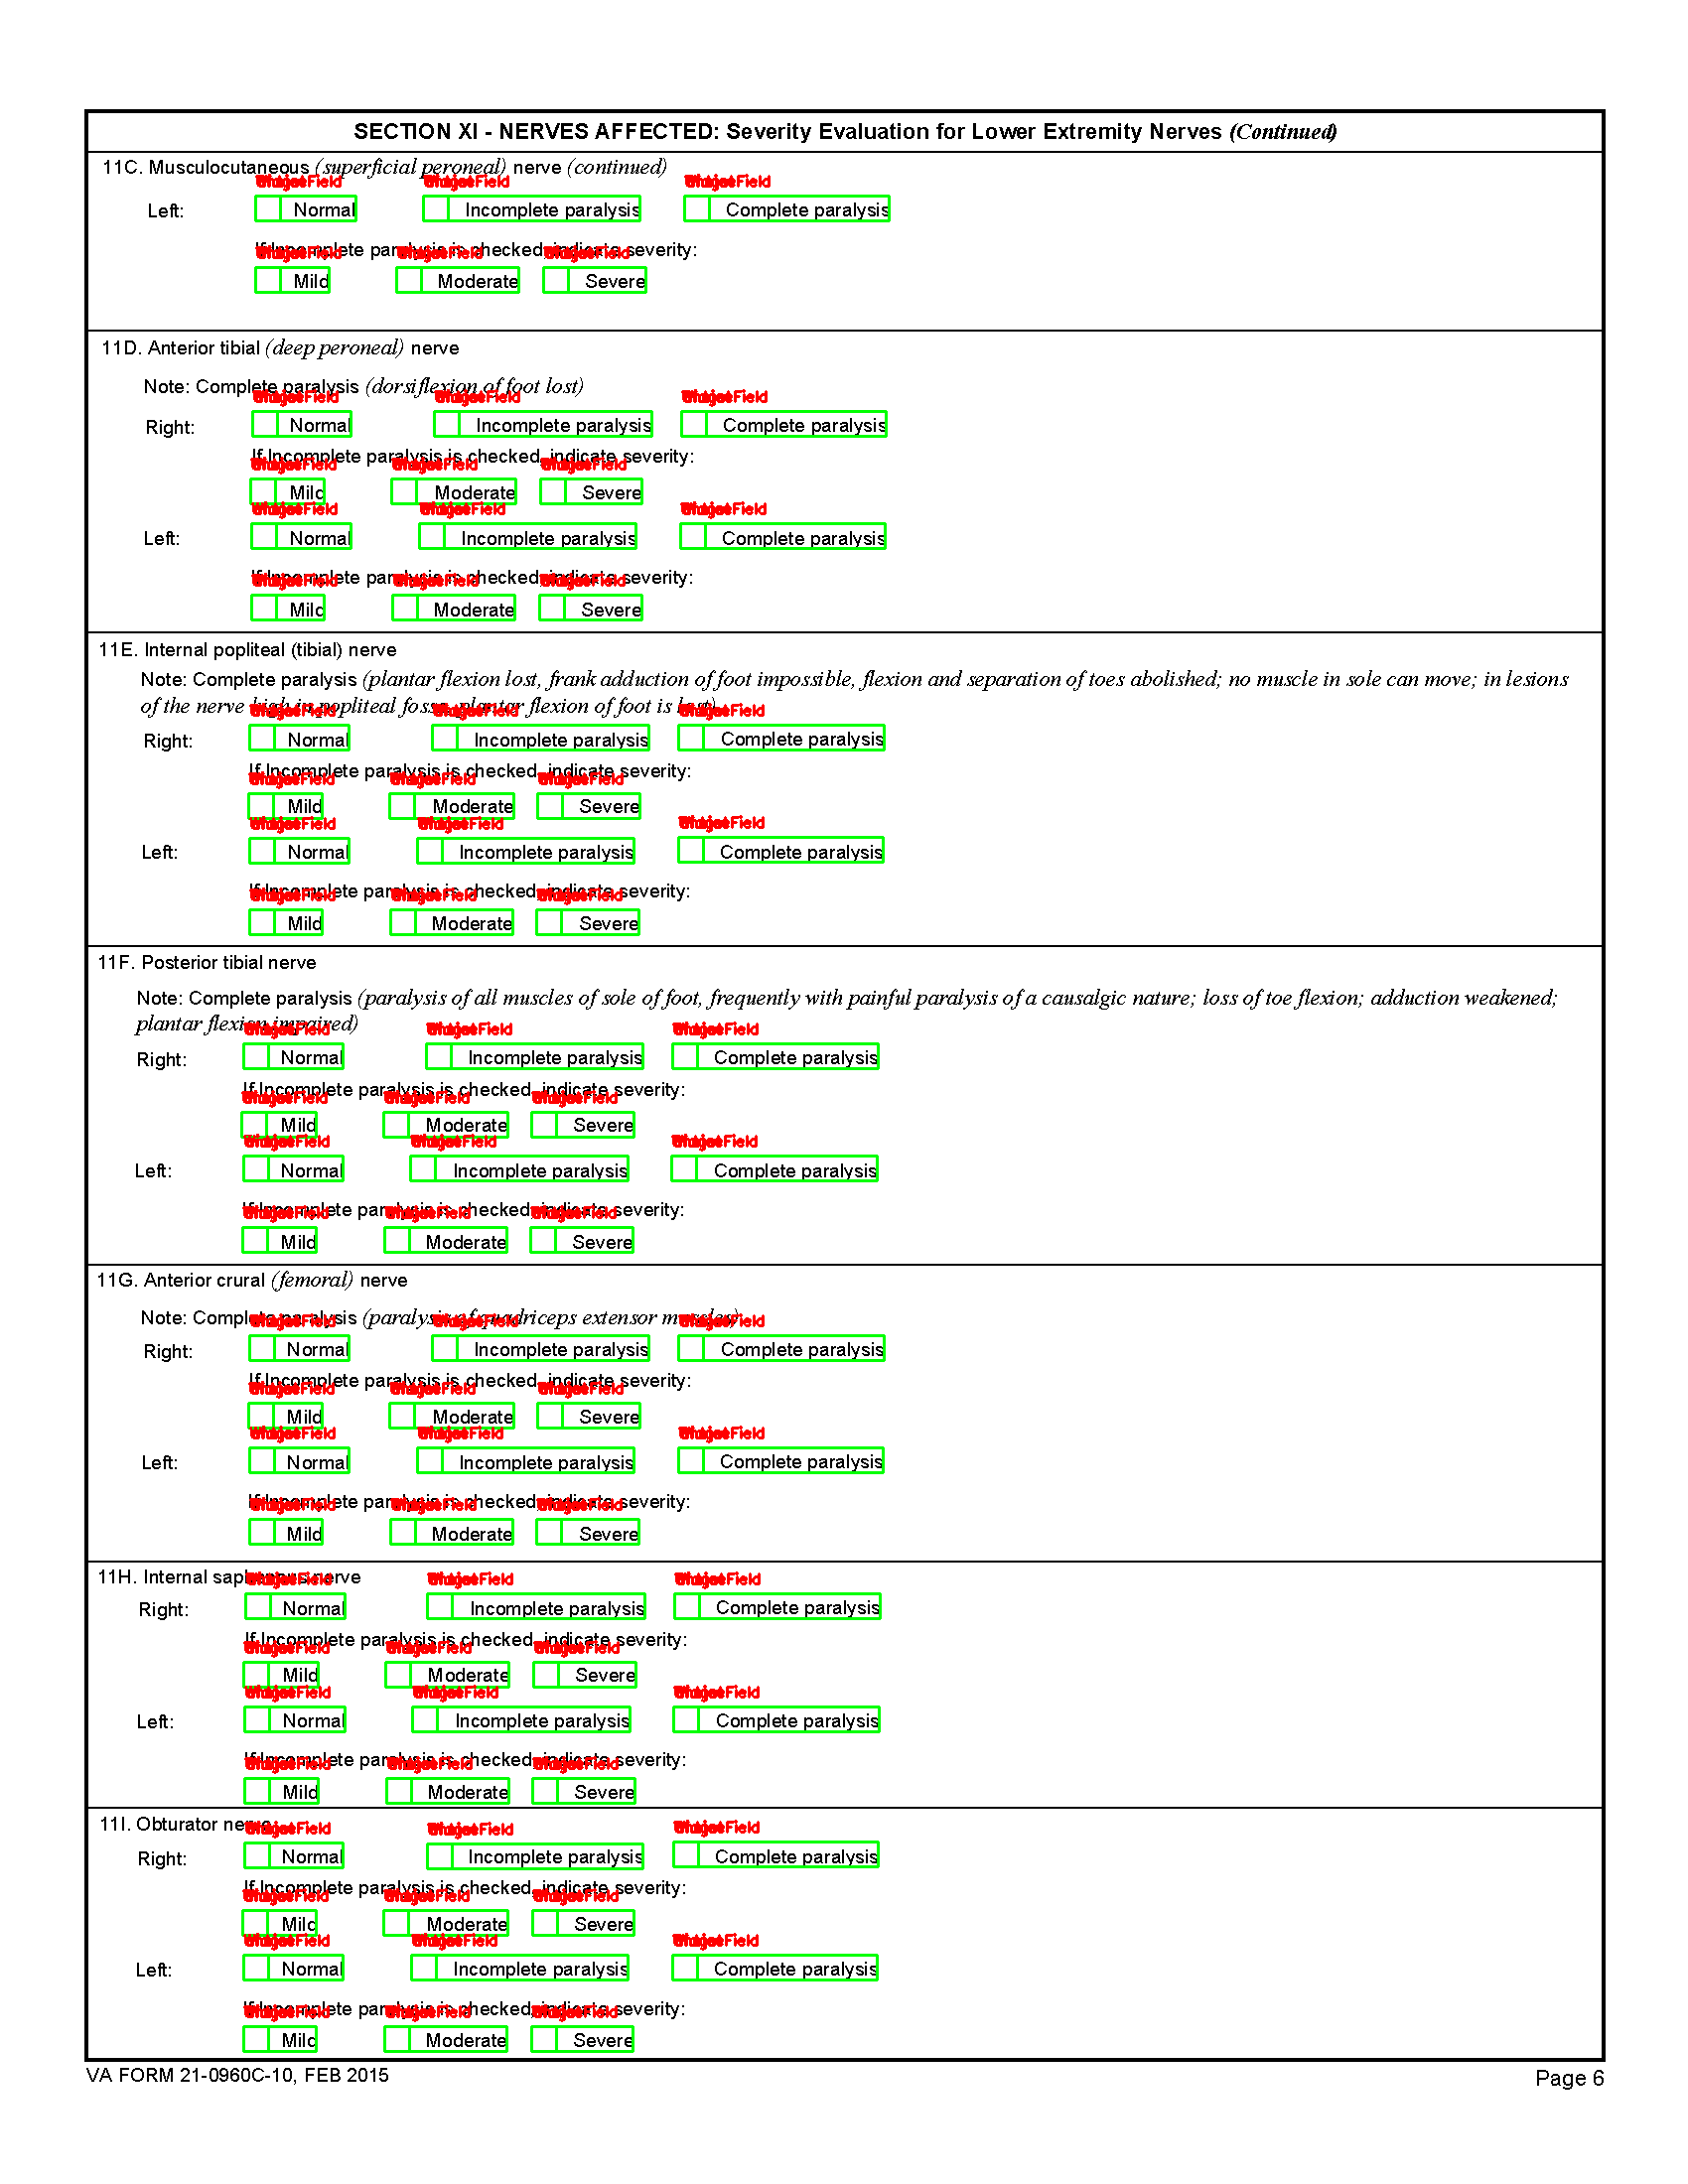 SECTION XI - NERVES AFFECTED: Severity Evaluation for Lower Extremity Nerves (Continued)
11C. Musculocutaneous (superficial peroneal) nerve (continued)
Left: Normal Incomplete paralysis Complete paralysis
If Incomplete paralysis is checked, indicate severity:
Mild Moderate Severe
11D. Anterior tibial (deep peroneal) nerve
Note: Complete paralysis (dorsiflexion of foot lost)
Right: Normal Incomplete paralysis Complete paralysis
If Incomplete paralysis is checked, indicate severity:
Mild Moderate Severe
Left: Normal Incomplete paralysis Complete paralysis
If Incomplete paralysis is checked, indicate severity:
Mild Moderate Severe
11E. Internal popliteal (tibial) nerve
Note: Complete paralysis (plantar flexion lost, frank adduction of foot impossible, flexion and separation of toes abolished; no muscle in sole can move; in lesions
of the nerve high in popliteal fossa, plantar flexion of foot is lost)
Right: Normal Incomplete paralysis Complete paralysis
If Incomplete paralysis is checked, indicate severity:
Mild Moderate Severe
Left: Normal Incomplete paralysis Complete paralysis
If Incomplete paralysis is checked, indicate severity:
Mild Moderate Severe
11F. Posterior tibial nerve
Note: Complete paralysis (paralysis of all muscles of sole of foot, frequently with painful paralysis of a causalgic nature; loss of toe flexion; adduction weakened;
plantar flexion impaired)
Right: Normal Incomplete paralysis Complete paralysis
If Incomplete paralysis is checked, indicate severity:
Mild Moderate Severe
Left: Normal Incomplete paralysis Complete paralysis
If Incomplete paralysis is checked, indicate severity:
Mild Moderate Severe
11G. Anterior crural (femoral) nerve
Note: Complete paralysis (paralysis of quadriceps extensor muscles)
Right: Normal Incomplete paralysis Complete paralysis
If Incomplete paralysis is checked, indicate severity:
Mild Moderate Severe
Left: Normal Incomplete paralysis Complete paralysis
If Incomplete paralysis is checked, indicate severity:
Mild Moderate Severe
11H. Internal saphenous nerve
Right: Normal Incomplete paralysis Complete paralysis
If Incomplete paralysis is checked, indicate severity:
Mild Moderate Severe
Left: Normal Incomplete paralysis Complete paralysis
If Incomplete paralysis is checked, indicate severity:
Mild Moderate Severe
11I. Obturator nerve
Right: Normal Incomplete paralysis Complete paralysis
If Incomplete paralysis is checked, indicate severity:
Mild Moderate Severe
Left: Normal Incomplete paralysis Complete paralysis
If Incomplete paralysis is checked, indicate severity:
Mild Moderate Severe
VA FORM 21-0960C-10, FEB 2015 Page 6